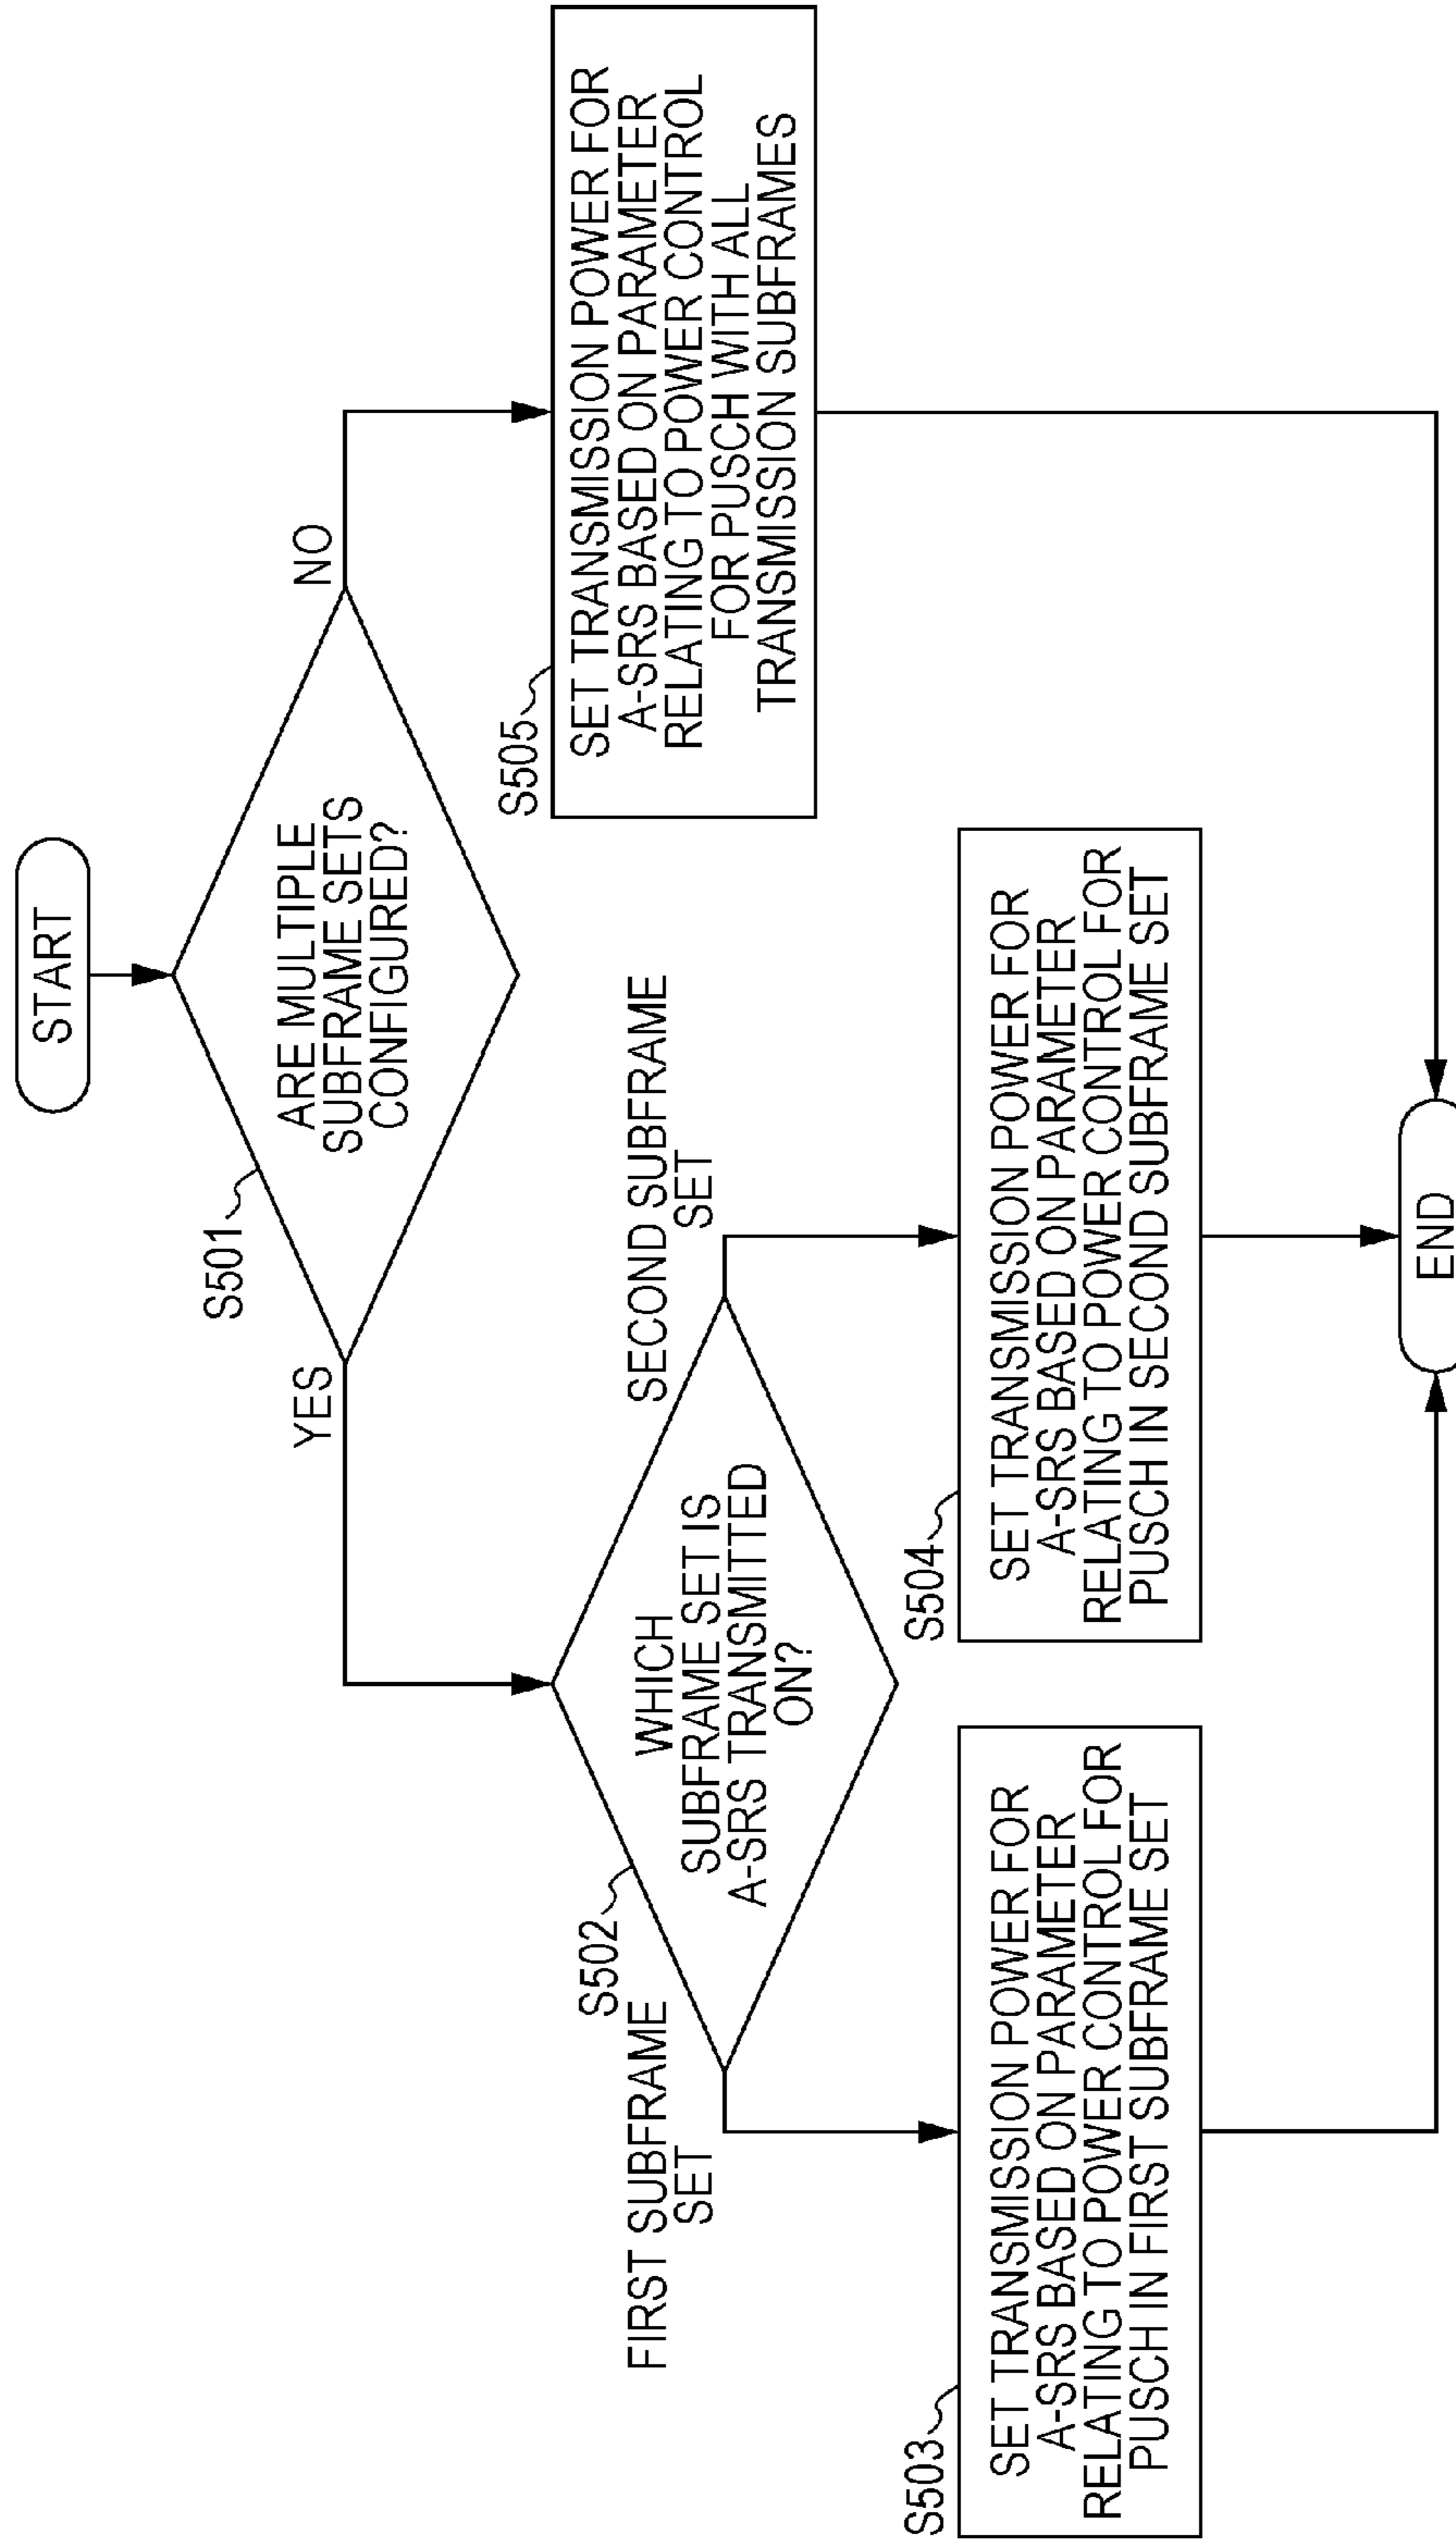 START
S501
ARE MULTIPLE
SUBFRAME SETS
CONFIGURED?
YES
NO
S502
WHICH
SUBFRAME SET IS
A-SRS TRANSMITTED
ON?
FIRST SUBFRAME
SET
SECOND SUBFRAME
SET
S503
SET TRANSMISSION POWER FOR
A-SRS BASED ON PARAMETER
RELATING TO POWER CONTROL FOR
PUSCH IN FIRST SUBFRAME SET
S504
SET TRANSMISSION POWER FOR
A-SRS BASED ON PARAMETER
RELATING TO POWER CONTROL FOR
PUSCH IN SECOND SUBFRAME SET
S505
SET TRANSMISSION POWER FOR
A-SRS BASED ON PARAMETER
RELATING TO POWER CONTROL
FOR PUSCH WITH ALL
TRANSMISSION SUBFRAMES
END